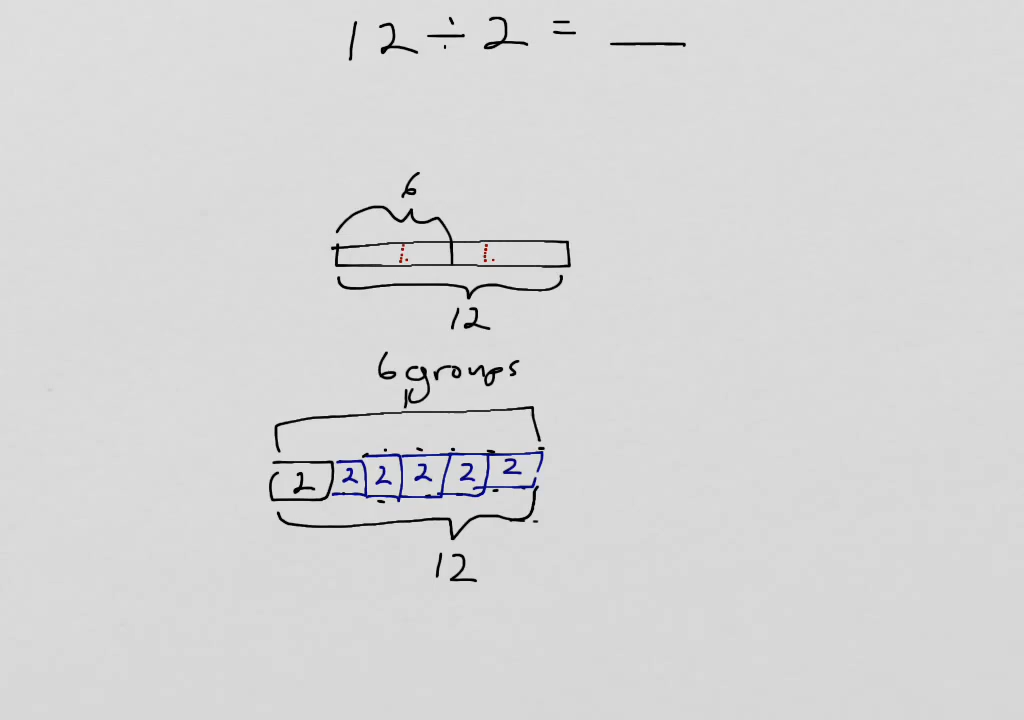 12 ÷ 2 = ___
6
12
6 groups
2 2 2 2 2 2
12